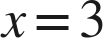 x = 3